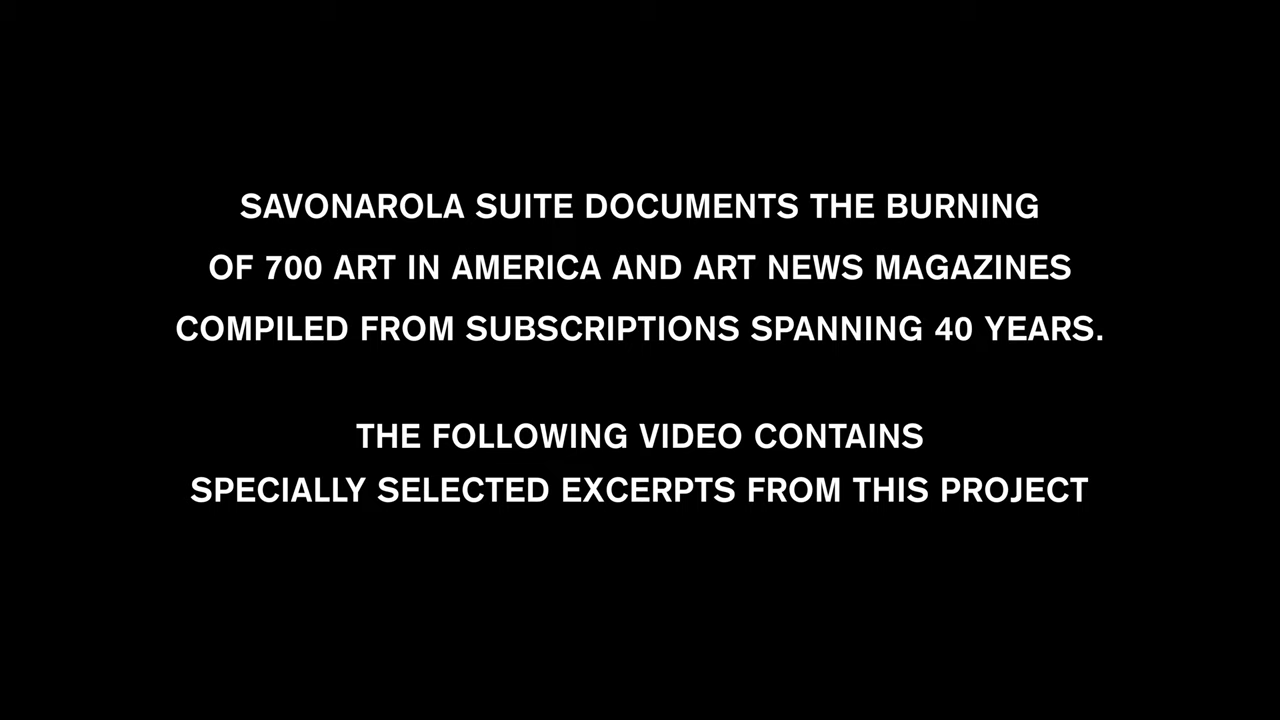 SAVONAROLA SUITE DOCUMENTS THE BURNING
OF 700 ART IN AMERICA AND ART NEWS MAGAZINES
COMPILED FROM SUBSCRIPTIONS SPANNING 40 YEARS.
THE FOLLOWING VIDEO CONTAINS
SPECIALLY SELECTED EXCERPTS FROM THIS PROJECT